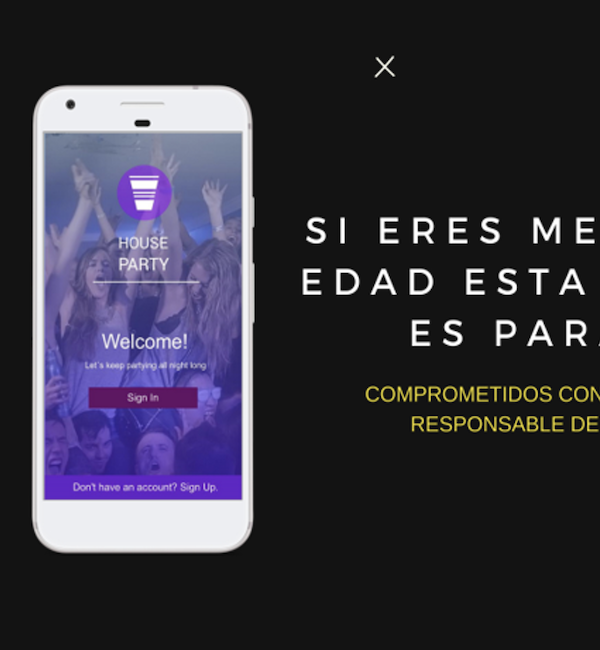 HOUSE
PARTY
Welcome!
Let's keep partying all night long
Sign In
Don't have an account? Sign Up.
SI ERES ME
EDAD ESTA
ES PARA
COMPROMETIDOS CON
RESPONSABLE DE